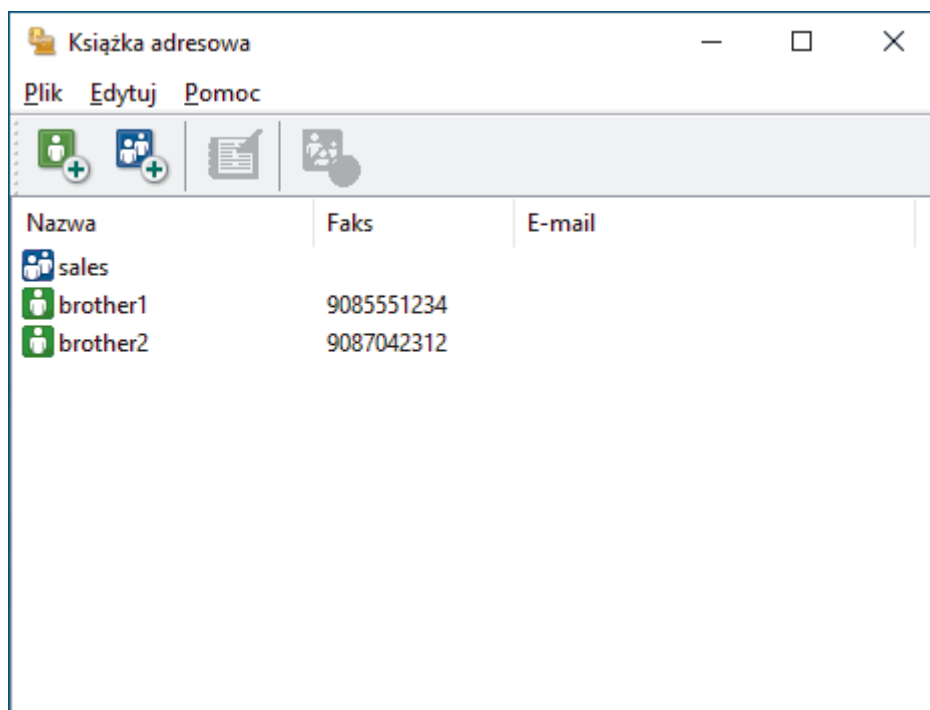 Książka adresowa
Plik Edytuj Pomoc
Nazwa Faks E-mail
sales
brother1 9085551234
brother2 9087042312